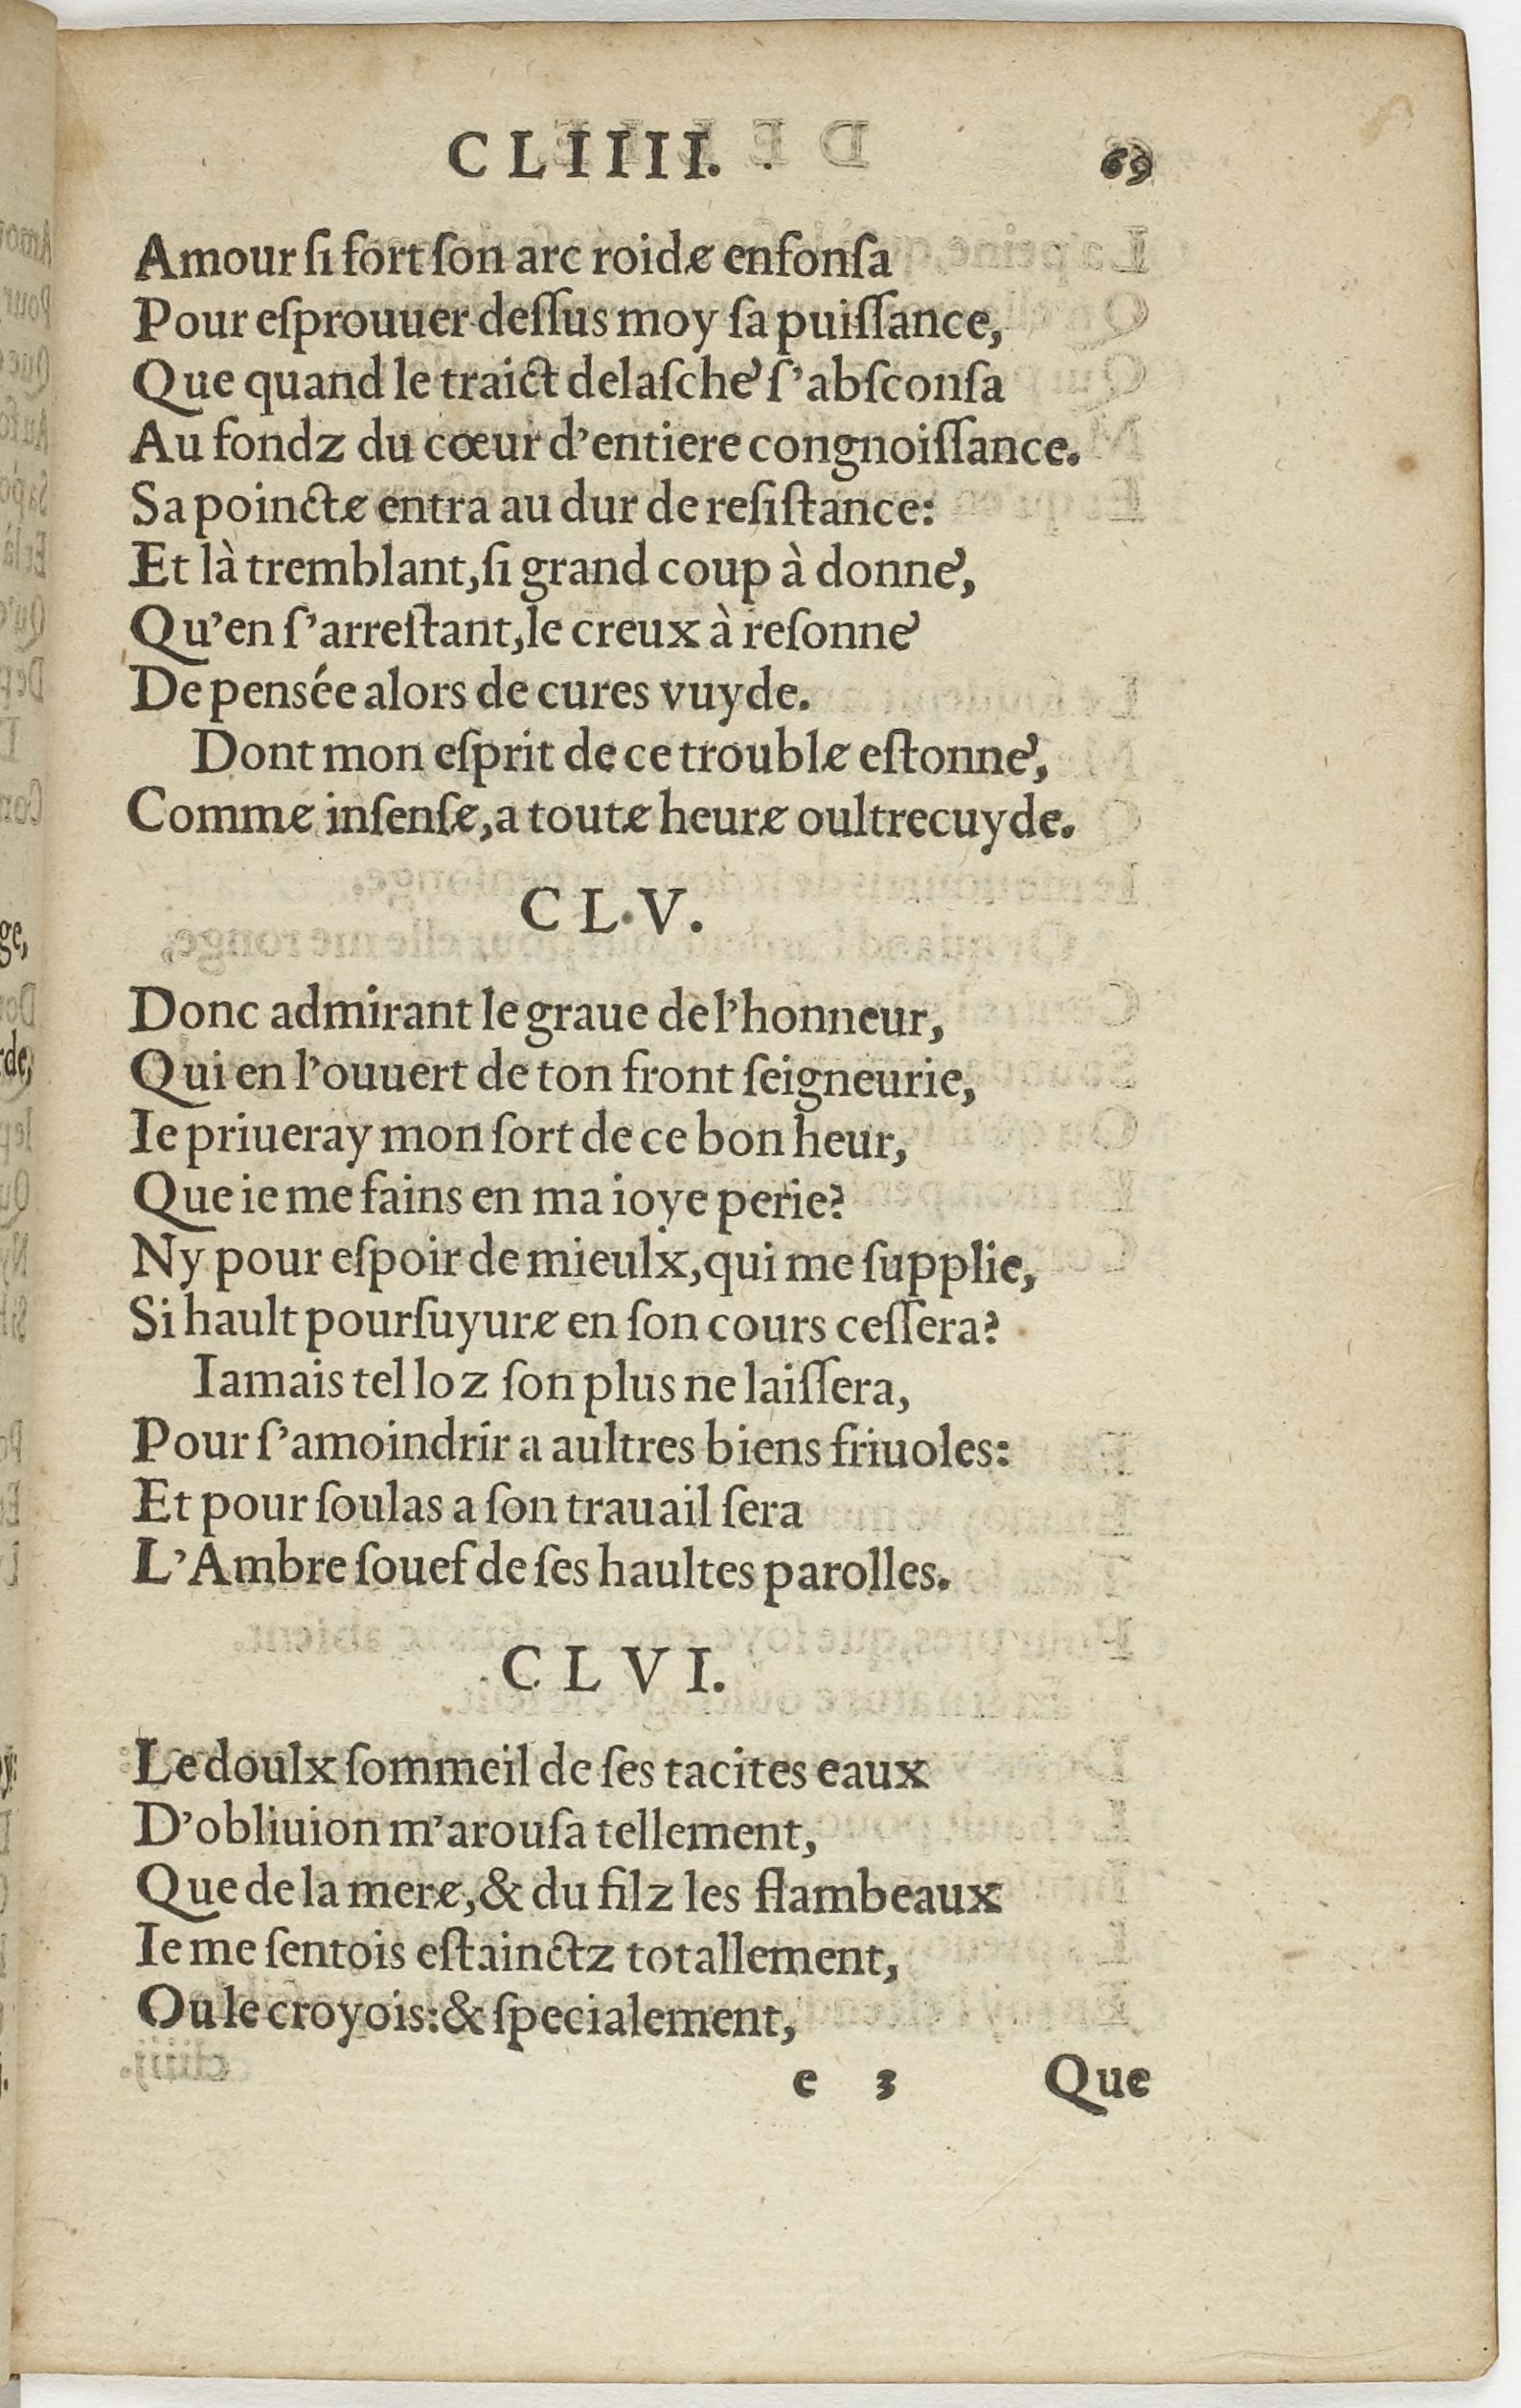 CLIIII. 69
Amour ſi fort ſon arc roide enfonſa
Pour eſprouuer deſſus moy ſa puiſſance,
Que quand le traict delaſché ſ’abſconſa
Au fondz du cœur d’entiere congnoiſſance.
Sa poincte entra au dur de reſiſtance:
Et là tremblant, ſi grand coup à donné,
Qu’en ſ’arreſtant, le creux à reſonné
De pensée alors de cures vuyde.
Dont mon eſprit de ce trouble eſtonné,
Comme inſenſe, a toute heure oultrecuyde.
CL.V.
Donc admirant le graue de l’honneur,
Qui en l’ouuert de ton front ſeigneurie,
Ie priueray mon ſort de ce bon heur,
Que ie me fains en ma ioye perie?
Ny pour eſpoir de mieulx, qui me ſupplie,
Si hault pourſuyure en ſon cours ceſſera?
Iamais tel loz ſon plus ne laiſſera,
Pour ſ’amoindrir a aultres biens friuoles:
Et pour ſoulas a ſon trauail ſera
L’Ambre ſouef de ſes haultes parolles.
CLVI.
Le doulx ſommeil de ſes tacites eaux
D’obliuion m’arouſa tellement,
Que de la mere, & du filz les flambeaux
Ie me ſentois eſtainctz totallement,
Ou le croyois: & ſpecialement,
e 3 Que